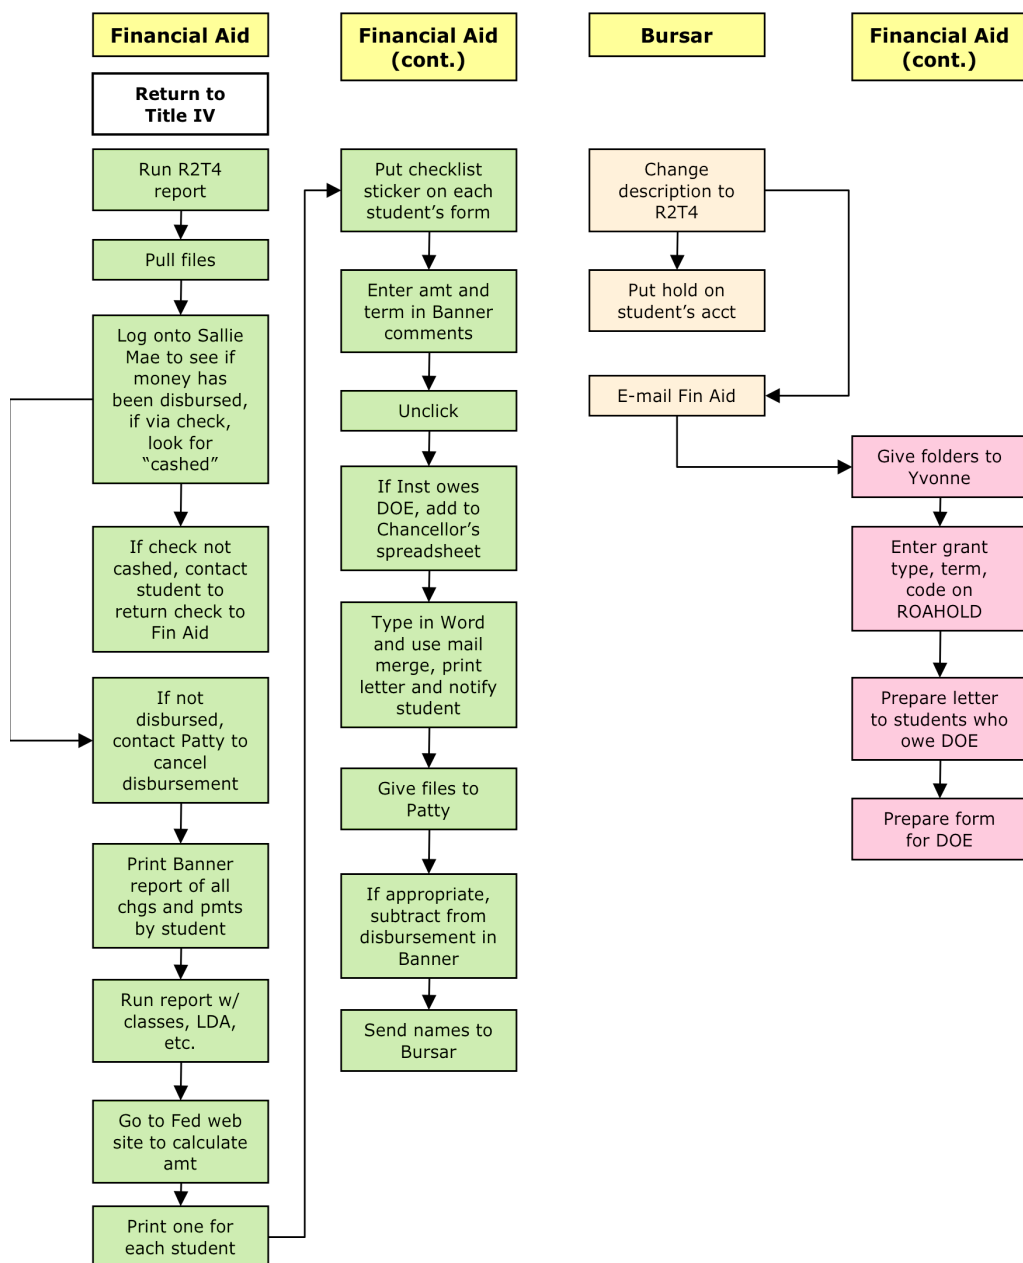 Financial Aid
Return to
Title IV
Run R2T4
report
Pull files
Log onto Sallie
Mae to see if
money has
been disbursed,
if via check,
look for
“cashed”
If check not
cashed, contact
student to
return check to
Fin Aid
If not
disbursed,
contact Patty to
cancel
disbursement
Print Banner
report of all
chgs and pmts
by student
Run report w/
classes, LDA,
etc.
Go to Fed web
site to calculate
amt
Print one for
each student
Financial Aid
(cont.)
Put checklist
sticker on each
student’s form
Enter amt and
term in Banner
comments
Unclick
If Inst owes
DOE, add to
Chancellor’s
spreadsheet
Type in Word
and use mail
merge, print
letter and notify
student
Give files to
Patty
If appropriate,
subtract from
disbursement in
Banner
Send names to
Bursar
Bursar
Change
description to
R2T4
Put hold on
student’s acct
E-mail Fin Aid
Financial Aid
(cont.)
Give folders to
Yvonne
Enter grant
type, term,
code on
ROAHOLD
Prepare letter
to students who
owe DOE
Prepare form
for DOE